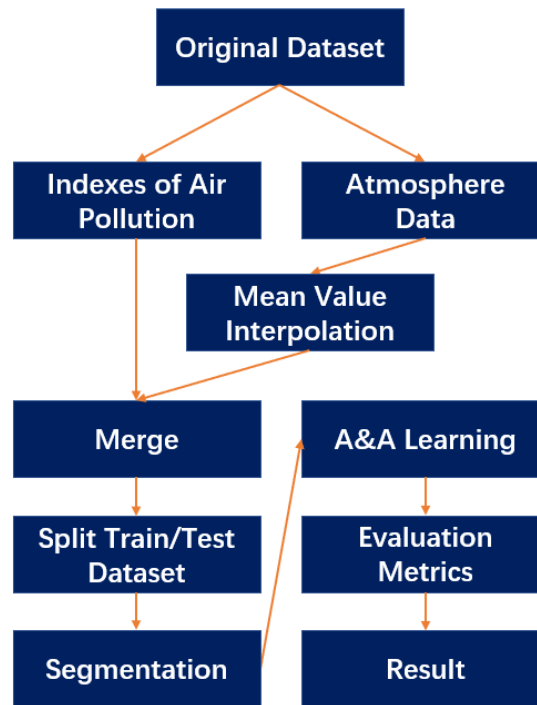 Original Dataset
Indexes of Air
Pollution
Atmosphere
Data
Mean Value
Interpolation
Merge
A&A Learning
Split Train/Test
Dataset
Evaluation
Metrics
Segmentation
Result